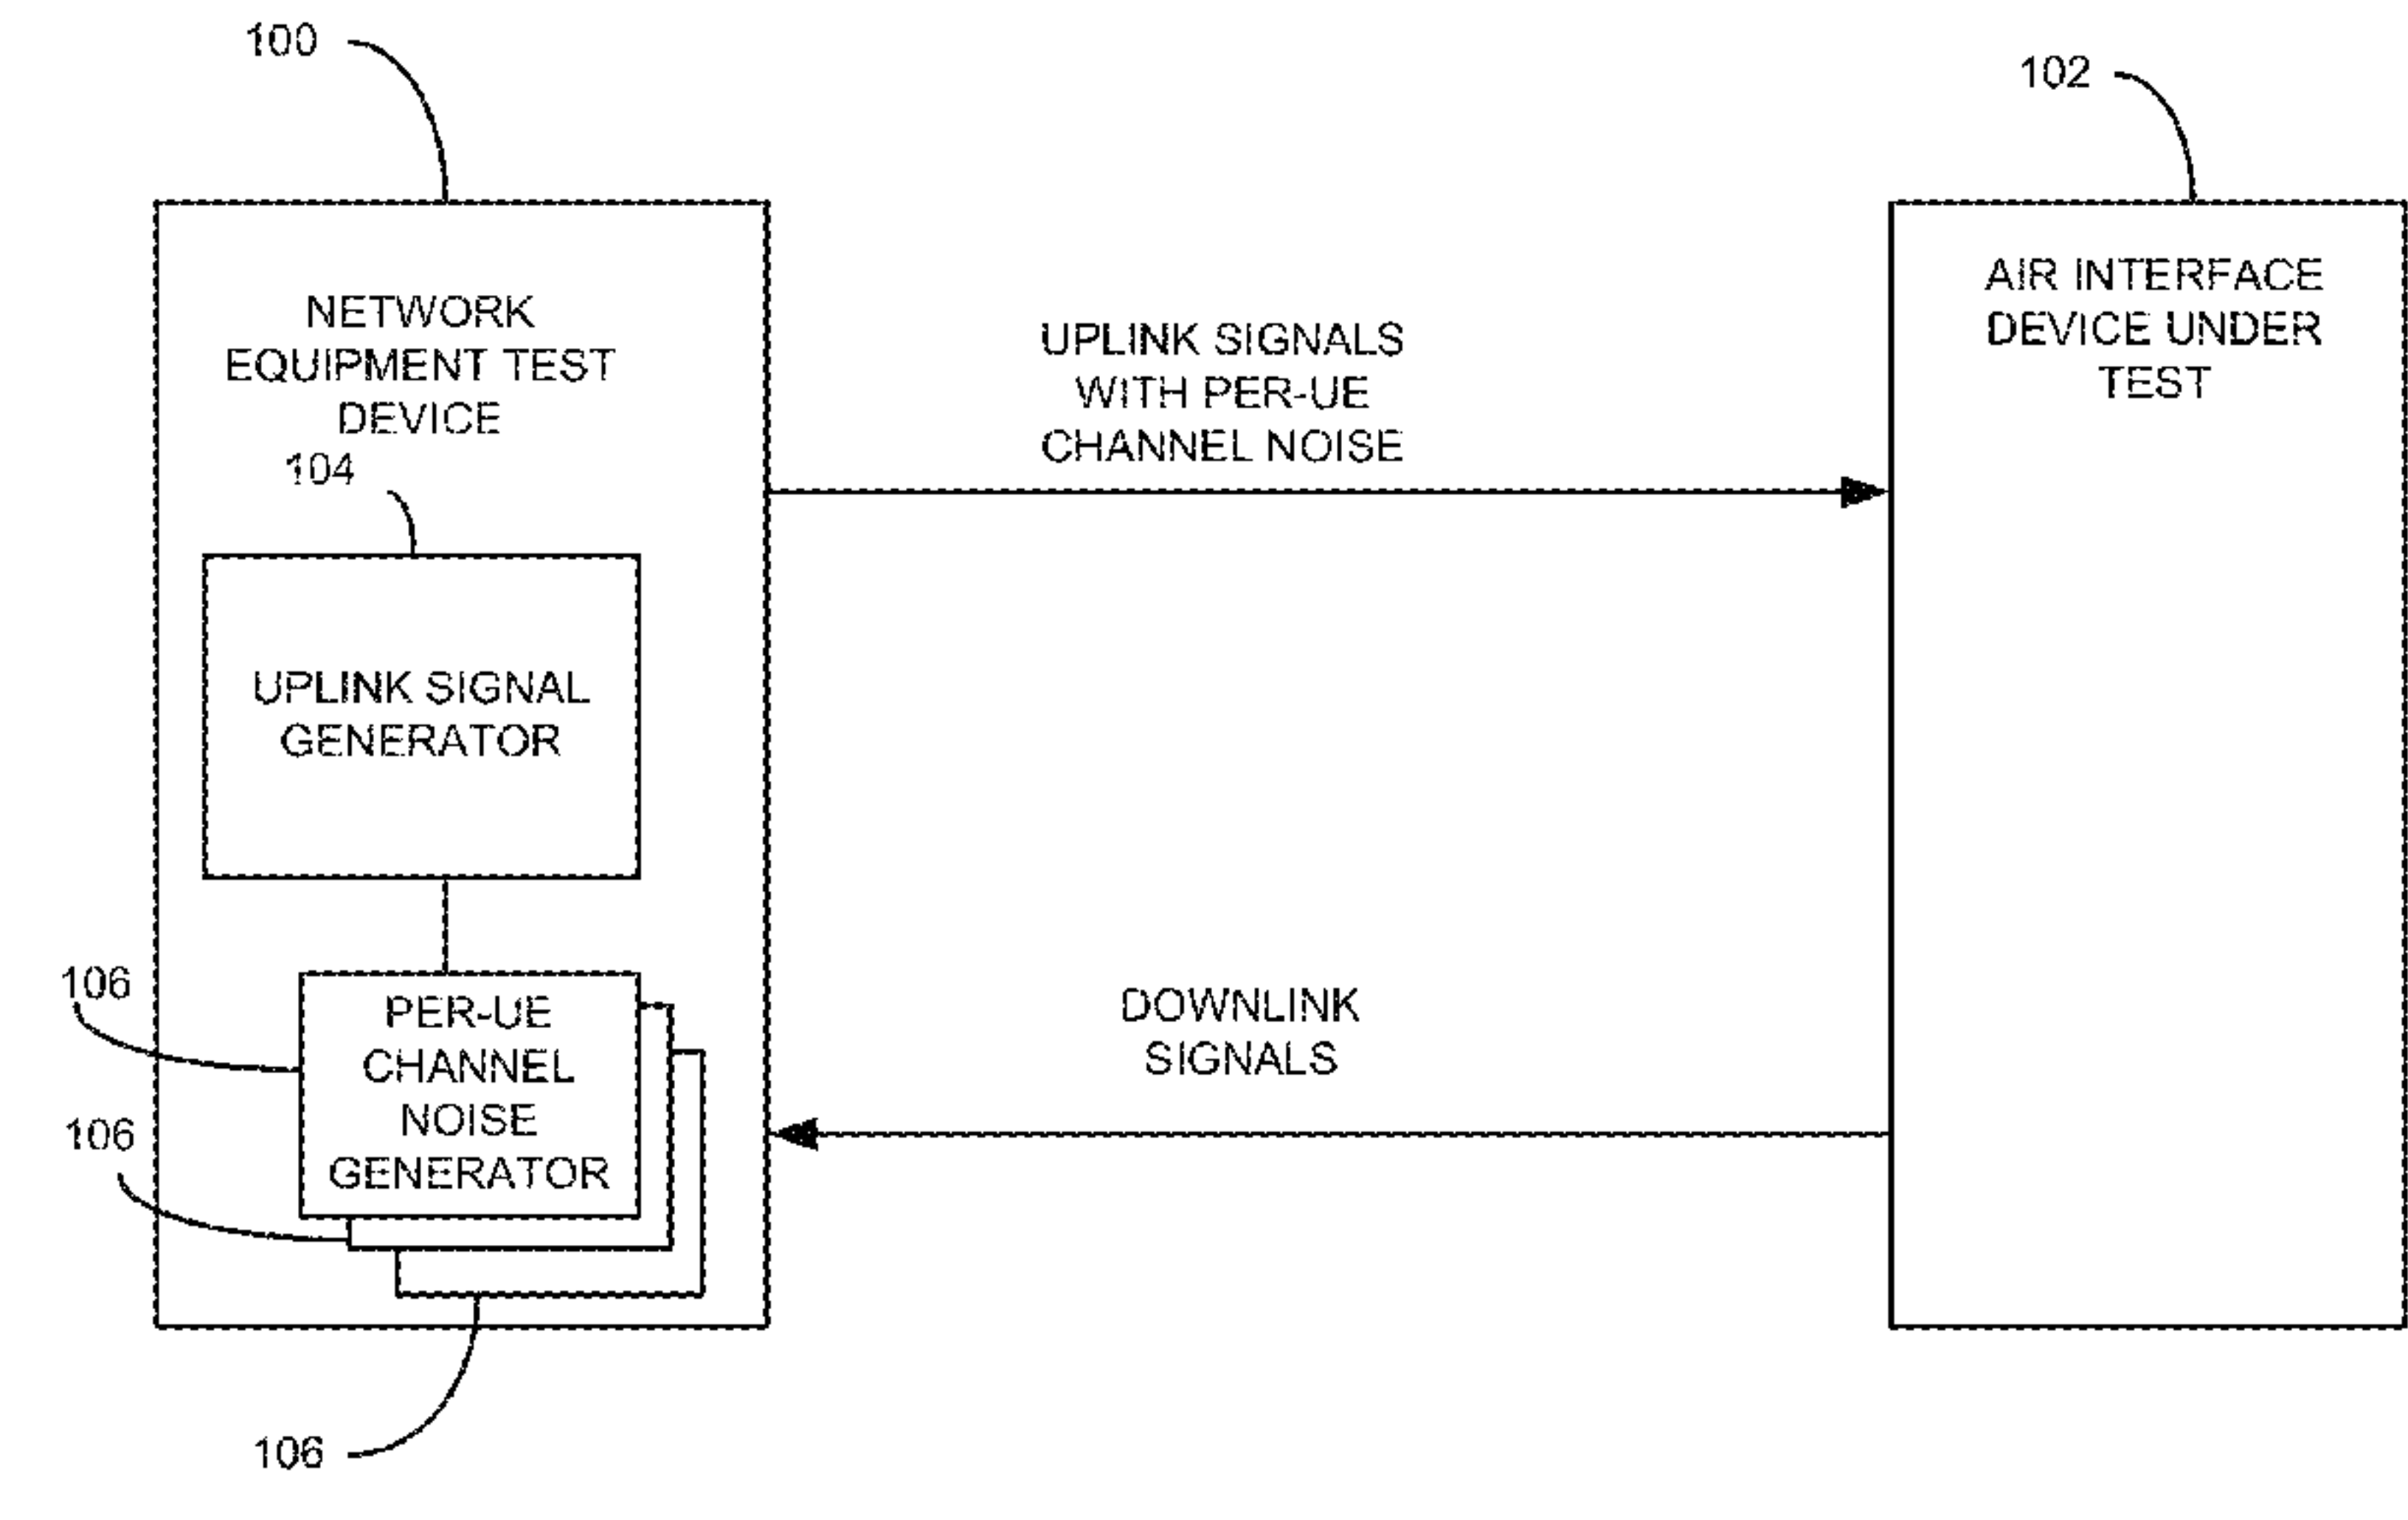 100
102
NETWORK
EQUIPMENT TEST
DEVICE
AIR INTERFACE
DEVICE UNDER
TEST
UPLINK SIGNALS
WITH PER-UE
CHANNEL NOISE
104
UPLINK SIGNAL
GENERATOR
106
PER-UE
CHANNEL
NOISE
GENERATOR
DOWNLINK
SIGNALS
106
106